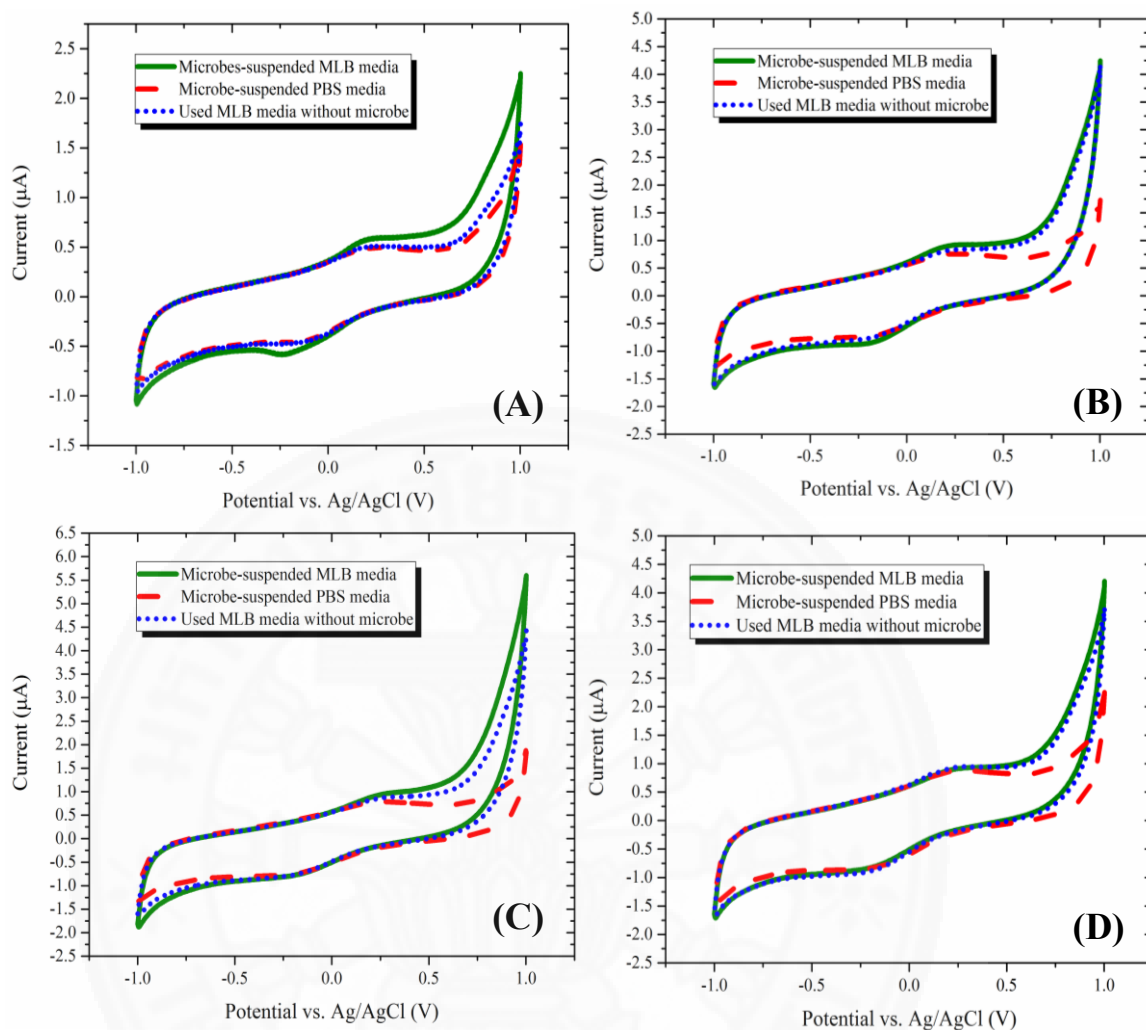 2.5
2.0
1.5
1.0
0.5
0.0
-0.5
-1.0
-1.5
Current (µA)
Microbes-suspended MLB media
Microbe-suspended PBS media
Used MLB media without microbe
(A)
-1.0 -0.5 0.0 0.5 1.0
Potential vs. Ag/AgCl (V)
5.0
4.5
4.0
3.5
3.0
2.5
2.0
1.5
1.0
0.5
0.0
-0.5
-1.0
-1.5
-2.0
-2.5
Current (µA)
Microbe-suspended MLB media
Microbe-suspended PBS media
Used MLB media without microbe
(B)
-1.0 -0.5 0.0 0.5 1.0
Potential vs. Ag/AgCl (V)
6.5
6.0
5.5
5.0
4.5
4.0
3.5
3.0
2.5
2.0
1.5
1.0
0.5
0.0
-0.5
-1.0
-1.5
-2.0
-2.5
Current (µA)
Microbe-suspended MLB media
Microbe-suspended PBS media
Used MLB media without microbe
(C)
-1.0 -0.5 0.0 0.5 1.0
Potential vs. Ag/AgCl (V)
5.0
4.5
4.0
3.5
3.0
2.5
2.0
1.5
1.0
0.5
0.0
-0.5
-1.0
-1.5
-2.0
-2.5
Current (µA)
Microbe-suspended MLB media
Microbe-suspended PBS media
Used MLB media without microbe
(D)
-1.0 -0.5 0.0 0.5 1.0
Potential vs. Ag/AgCl (V)